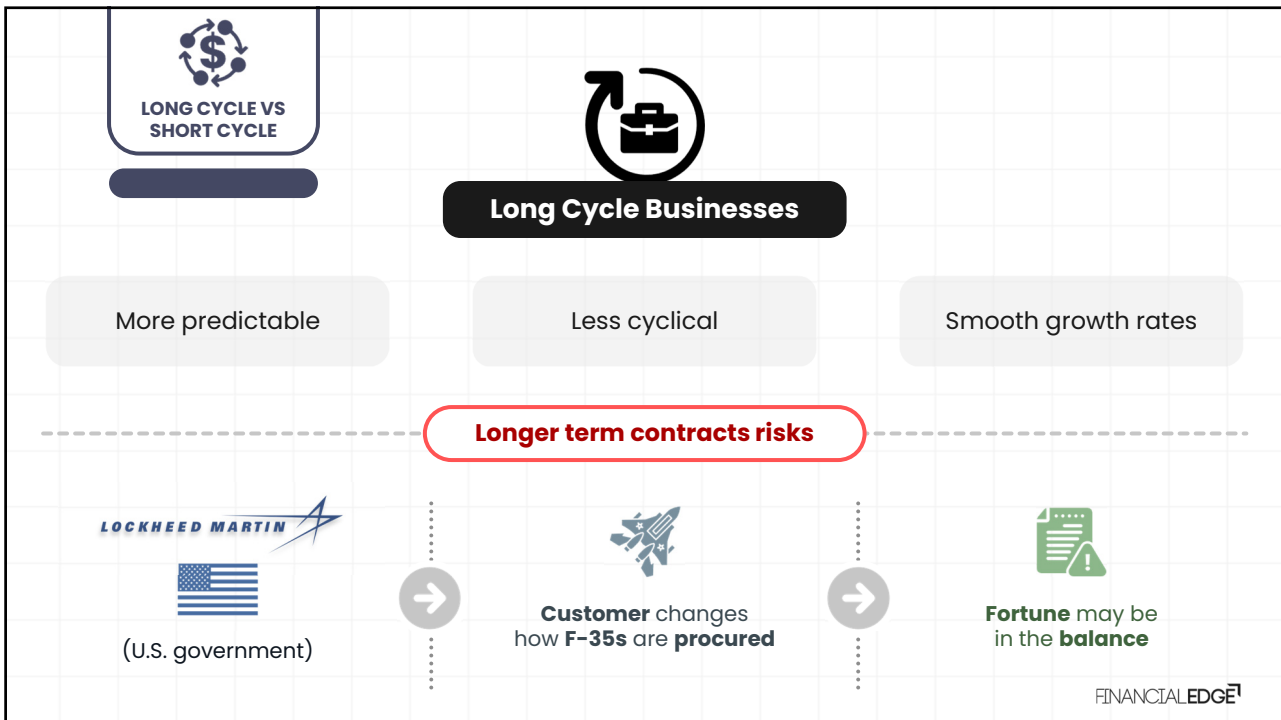 $
LONG CYCLE VS
SHORT CYCLE
Long Cycle Businesses
More predictable
Less cyclical
Smooth growth rates
Longer term contracts risks
LOCKHEED MARTIN
(U.S. government)
Customer changes
how F-35s are procured
!
Fortune may be
in the balance
FINANCIALEDGE